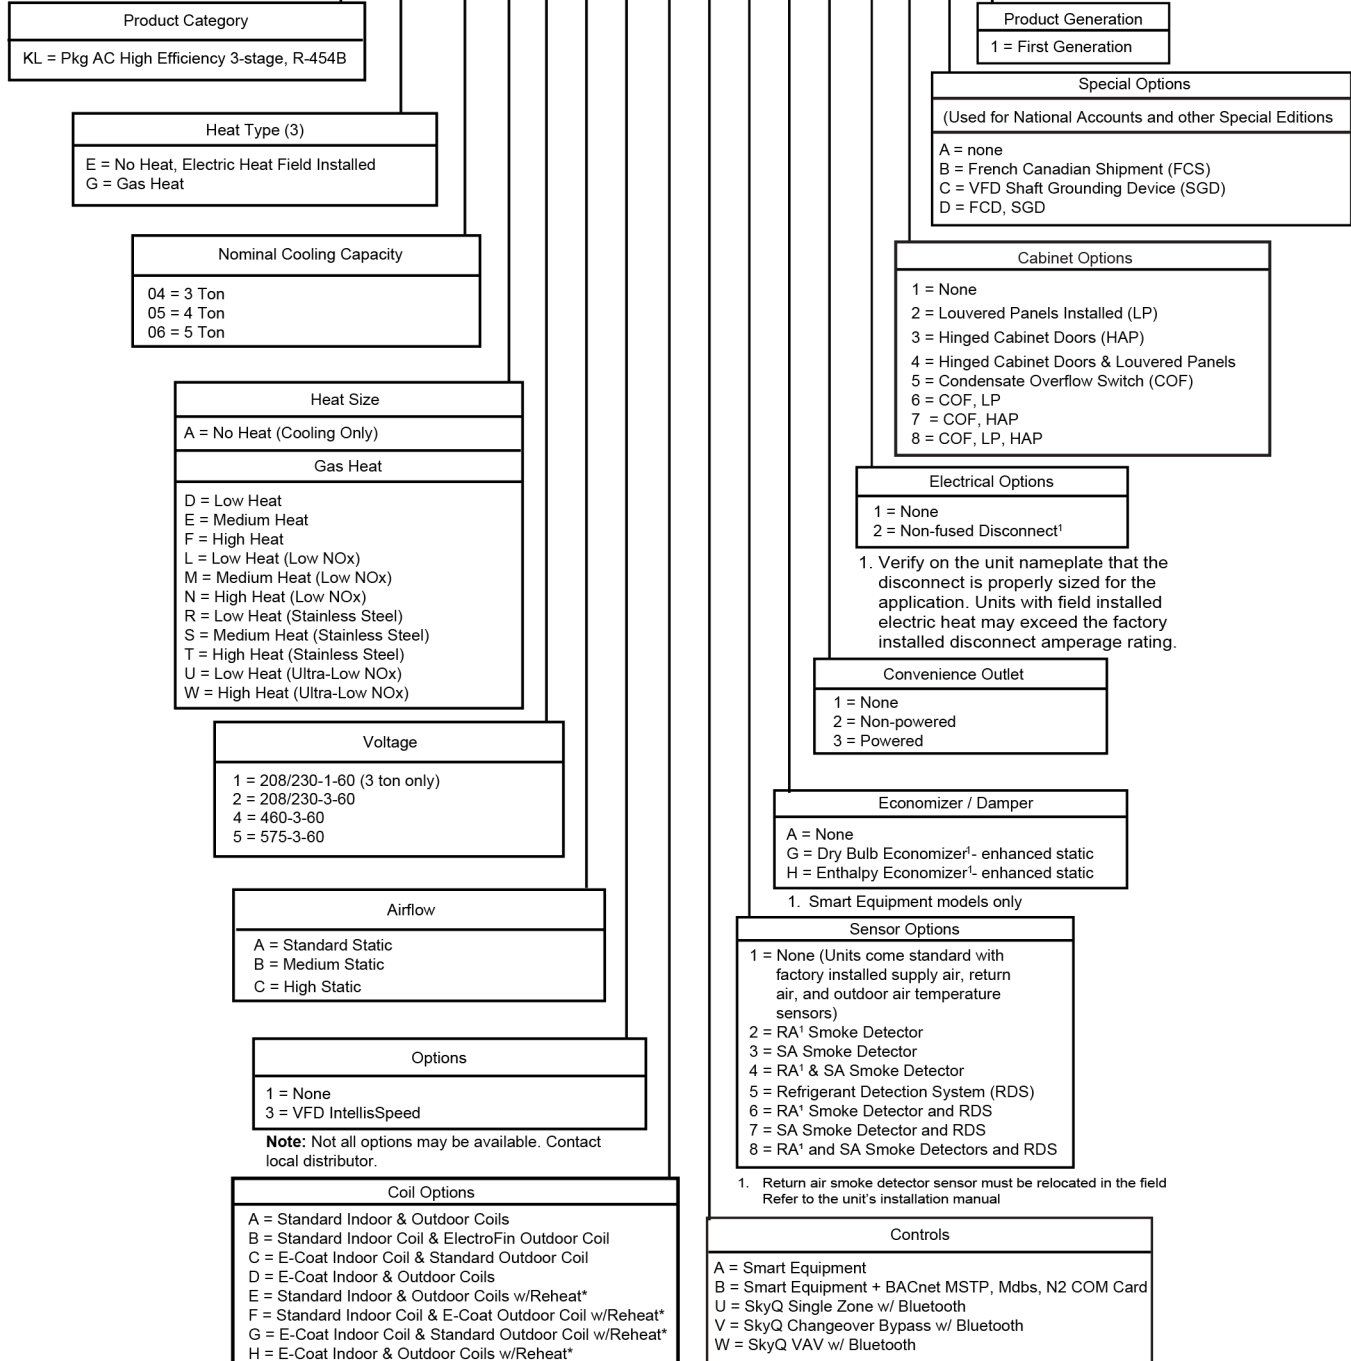 Product Category
KL = Pkg AC High Efficiency 3-stage, R-454B
Heat Type (3)
E = No Heat, Electric Heat Field Installed
G = Gas Heat
Nominal Cooling Capacity
04 = 3 Ton
05 = 4 Ton
06 = 5 Ton
Heat Size
A = No Heat (Cooling Only)
Gas Heat
D = Low Heat
E = Medium Heat
F = High Heat
L = Low Heat (Low NOx)
M = Medium Heat (Low NOx)
N = High Heat (Low NOx)
R = Low Heat (Stainless Steel)
S = Medium Heat (Stainless Steel)
T = High Heat (Stainless Steel)
U = Low Heat (Ultra-Low NOx)
W = High Heat (Ultra-Low NOx)
Voltage
1 = 208/230-1-60 (3 ton only)
2 = 208/230-3-60
4 = 460-3-60
5 = 575-3-60
Airflow
A = Standard Static
B = Medium Static
C = High Static
Options
1 = None
3 = VFD IntellisSpeed
Note: Not all options may be available. Contact
local distributor.
Coil Options
A = Standard Indoor & Outdoor Coils
B = Standard Indoor Coil & ElectroFin Outdoor Coil
C = E-Coat Indoor Coil & Standard Outdoor Coil
D = E-Coat Indoor & Outdoor Coils
E = Standard Indoor & Outdoor Coils w/Reheat*
F = Standard Indoor Coil & E-Coat Outdoor Coil w/Reheat*
G = E-Coat Indoor Coil & Standard Outdoor Coil w/Reheat*
H = E-Coat Indoor & Outdoor Coils w/Reheat*
Product Generation
1 = First Generation
Special Options
(Used for National Accounts and other Special Editions
A = none
B = French Canadian Shipment (FCS)
C = VFD Shaft Grounding Device (SGD)
D = FCD, SGD
Cabinet Options
1 = None
2 = Louvered Panels Installed (LP)
3 = Hinged Cabinet Doors (HAP)
4 = Hinged Cabinet Doors & Louvered Panels
5 = Condensate Overflow Switch (COF)
6 = COF, LP
7 = COF, HAP
8 = COF, LP, HAP
Electrical Options
1 = None
2 = Non-fused Disconnect¹
1. Verify on the unit nameplate that the
disconnect is properly sized for the
application. Units with field installed
electric heat may exceed the factory
installed disconnect amperage rating.
Convenience Outlet
1 = None
2 = Non-powered
3 = Powered
Economizer / Damper
A = None
G = Dry Bulb Economizer¹- enhanced static
H = Enthalpy Economizer¹- enhanced static
1. Smart Equipment models only
Sensor Options
1 = None (Units come standard with
factory installed supply air, return
air, and outdoor air temperature
sensors)
2 = RA¹ Smoke Detector
3 = SA Smoke Detector
4 = RA¹ & SA Smoke Detector
5 = Refrigerant Detection System (RDS)
6 = RA¹ Smoke Detector and RDS
7 = SA Smoke Detector and RDS
8 = RA¹ and SA Smoke Detectors and RDS
1. Return air smoke detector sensor must be relocated in the field
Refer to the unit's installation manual
Controls
A = Smart Equipment
B = Smart Equipment + BACnet MSTP, Mdbs, N2 COM Card
U = SkyQ Single Zone w/ Bluetooth
V = SkyQ Changeover Bypass w/ Bluetooth
W = SkyQ VAV w/ Bluetooth